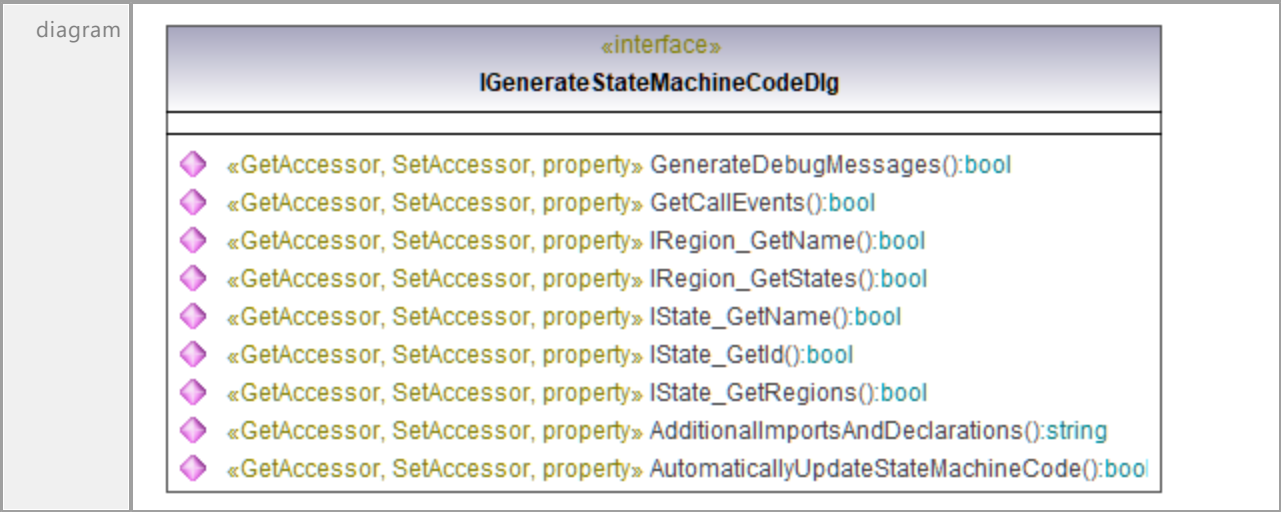 diagram
«interface»
IGenerateStateMachineCodeDlg
«GetAccessor, SetAccessor, property» GenerateDebugMessages():bool
«GetAccessor, SetAccessor, property» GetCallEvents():bool
«GetAccessor, SetAccessor, property» IRegion_GetName():bool
«GetAccessor, SetAccessor, property» IRegion_GetStates():bool
«GetAccessor, SetAccessor, property» IState_GetName():bool
«GetAccessor, SetAccessor, property» IState_GetId():bool
«GetAccessor, SetAccessor, property» IState_GetRegions():bool
«GetAccessor, SetAccessor, property» AdditionalImportsAndDeclarations():string
«GetAccessor, SetAccessor, property» AutomaticallyUpdateStateMachineCode():bool